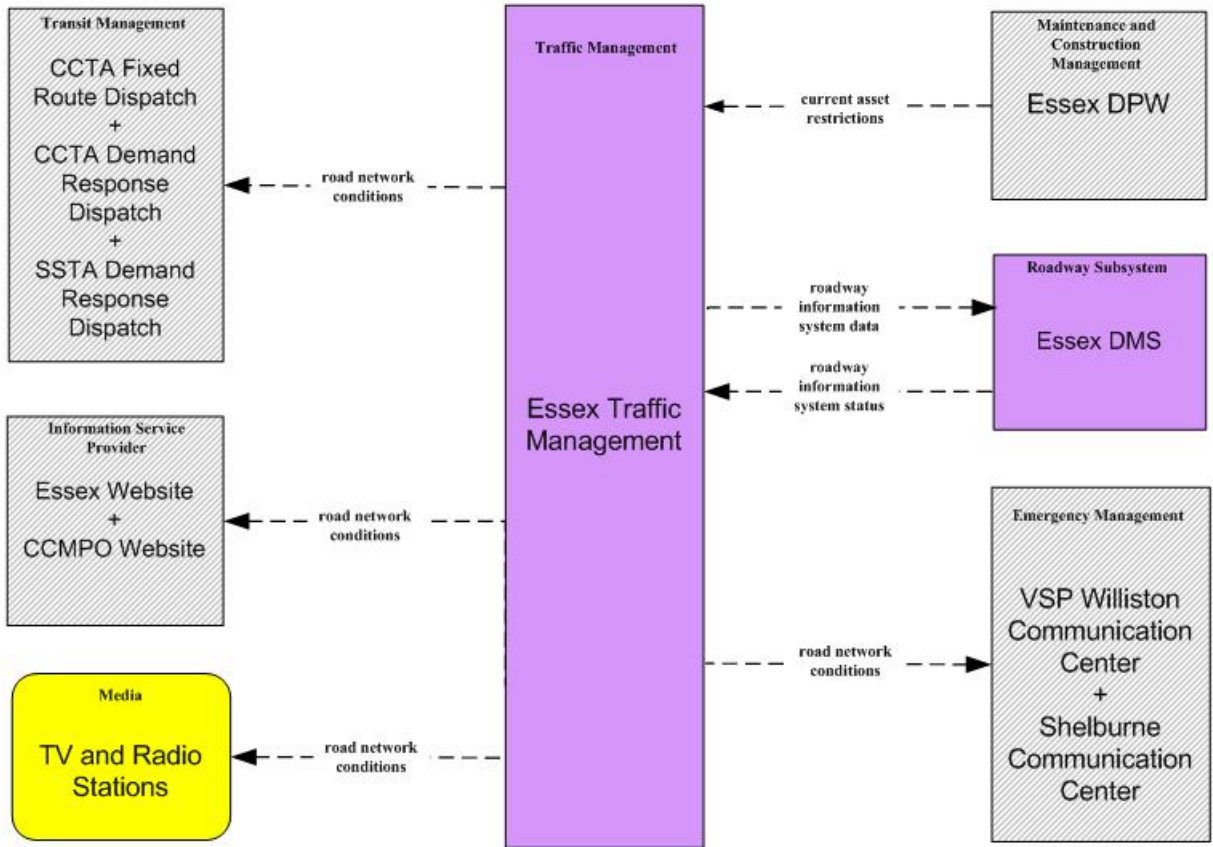 Transit Management
CCTA Fixed
Route Dispatch
+
CCTA Demand
Response
Dispatch
+
SSTA Demand
Response
Dispatch
road network
conditions
Information Service
Provider
Essex Website
+
CCMPO Website
road network
conditions
Media
TV and Radio
Stations
road network
conditions
Traffic Management
Essex Traffic
Management
Maintenance and
Construction
Management
Essex DPW
current asset
restrictions
Roadway Subsystem
Essex DMS
roadway
information
system data
roadway
information
system status
Emergency Management
VSP Williston
Communication
Center
+
Shelburne
Communication
Center
road network
conditions